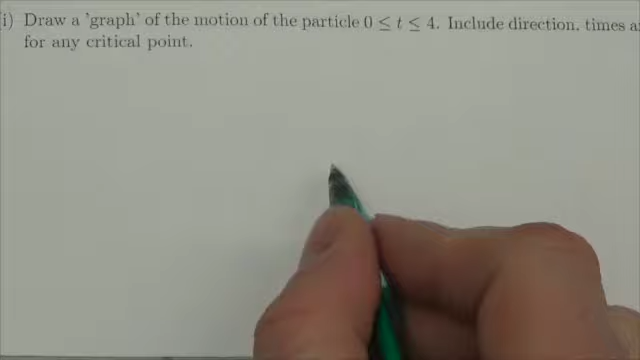 i) Draw a 'graph' of the motion of the particle 0 ≤ t ≤ 4. Include direction, times
for any critical point.